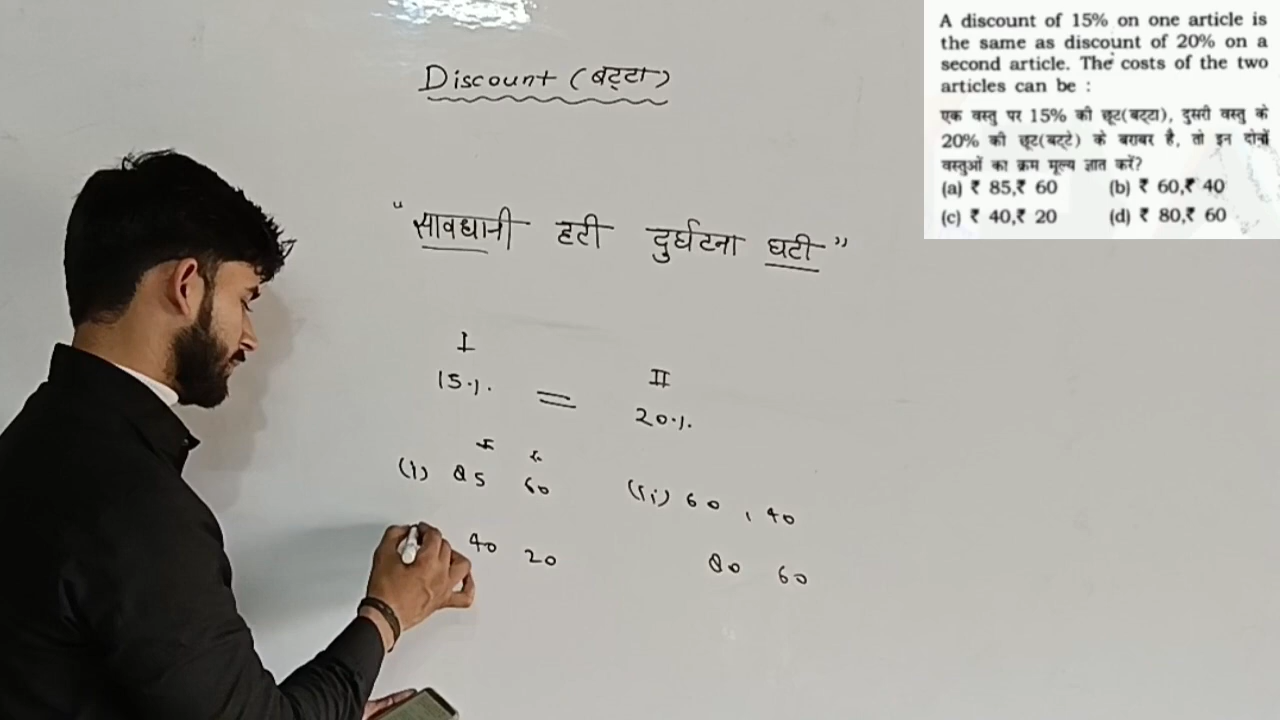 Discount (बट्टा)
"सावधानी हटी दुर्घटना घटी"
I
15%
=
II
20%
(i) 85 60
(ii) 60, 40
40 20
80 60
A discount of 15% on one article is
the same as discount of 20% on a
second article. The costs of the two
articles can be :
एक वस्तु पर 15% की छूट(बट्टा), दुसरी वस्तु के
20% की छूट(बट्टे) के बराबर है, तो इन दोनों
वस्तुओं का क्रम मूल्य ज्ञात करें?
(a) ₹ 85,₹ 60 (b) ₹ 60,₹ 40
(c) ₹ 40,₹ 20 (d) ₹ 80,₹ 60